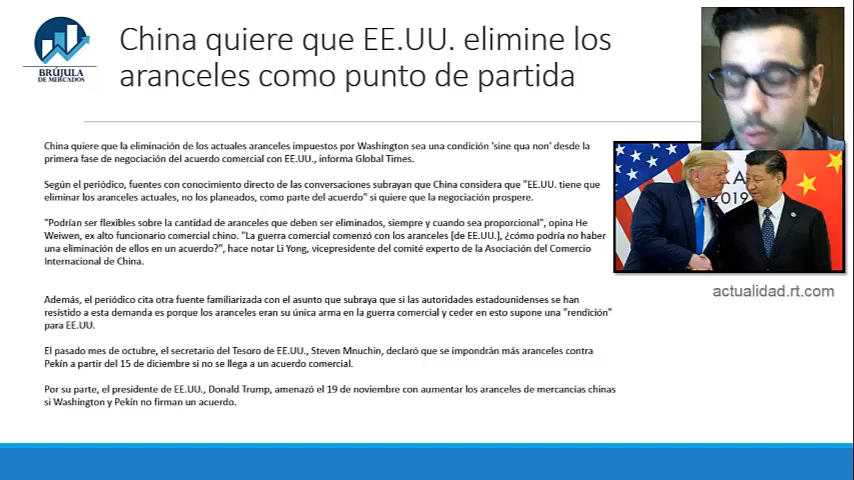 China quiere que EE.UU. elimine los
aranceles como punto de partida
BRÚJULA
DE MERCADOS
China quiere que la eliminación de los actuales aranceles impuestos por Washington sea una condición 'sine qua non' desde la
primera fase de negociación del acuerdo comercial con EE.UU., informa Global Times.
Según el periódico, fuentes con conocimiento directo de las conversaciones subrayan que China considera que "EE.UU. tiene que
eliminar los aranceles actuales, no los planeados, como parte del acuerdo" si quiere que la negociación prospere.
"Podrían ser flexibles sobre la cantidad de aranceles que deben ser eliminados, siempre y cuando sea proporcional", opina He
Weiwen, ex alto funcionario comercial chino. "La guerra comercial comenzó con los aranceles [de EE.UU.], ¿cómo podría no haber
una eliminación de ellos en un acuerdo?", hace notar Li Yong, vicepresidente del comité experto de la Asociación del Comercio
Internacional de China.
Además, el periódico cita otra fuente familiarizada con el asunto que subraya que si las autoridades estadounidenses se han
resistido a esta demanda es porque los aranceles eran su única arma en la guerra comercial y ceder en esto supone una "rendición"
para EE.UU.
El pasado mes de octubre, el secretario del Tesoro de EE.UU., Steven Mnuchin, declaró que se impondrán más aranceles contra
Pekín a partir del 15 de diciembre si no se llega a un acuerdo comercial.
Por su parte, el presidente de EE.UU., Donald Trump, amenazó el 19 de noviembre con aumentar los aranceles de mercancías chinas
si Washington y Pekín no firman un acuerdo.
2019
actualidad.rt.com